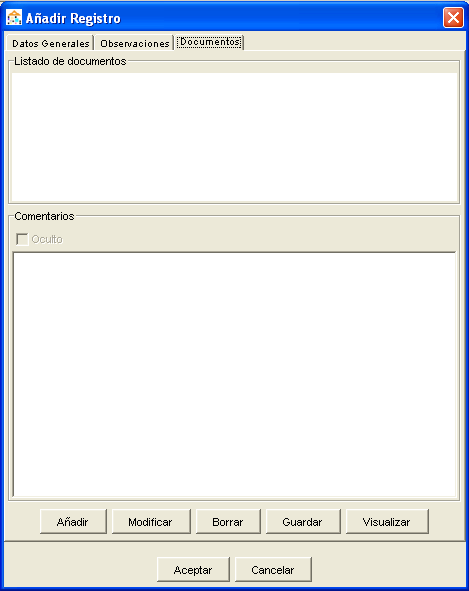 Añadir Registro
Datos Generales Observaciones Documentos
Listado de documentos
Comentarios
Oculto
Añadir Modificar Borrar Guardar Visualizar
Aceptar Cancelar